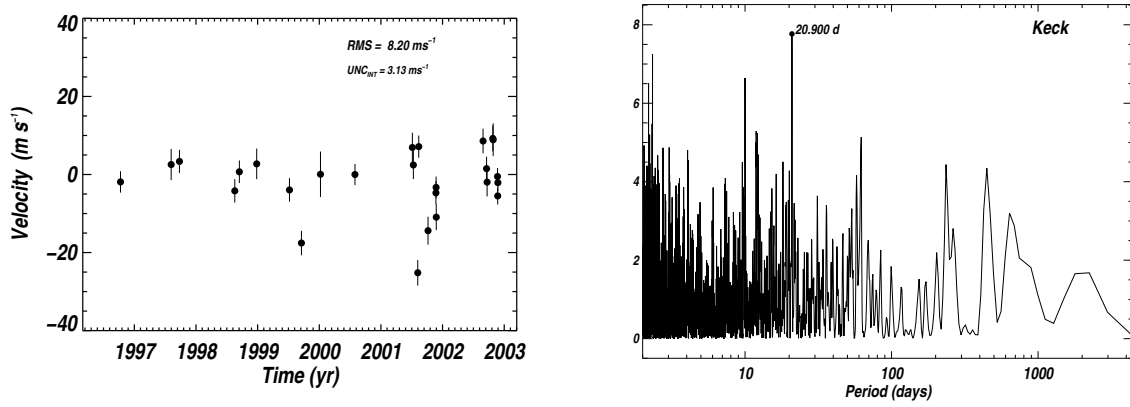 40
20
0
−20
−40
Velocity (m s⁻¹)
RMS = 8.20 ms⁻¹
UNC_INT = 3.13 ms⁻¹
1997 1998 1999 2000 2001 2002 2003
Time (yr)
8
6
4
2
0
20.900 d
Keck
10 100 1000
Period (days)